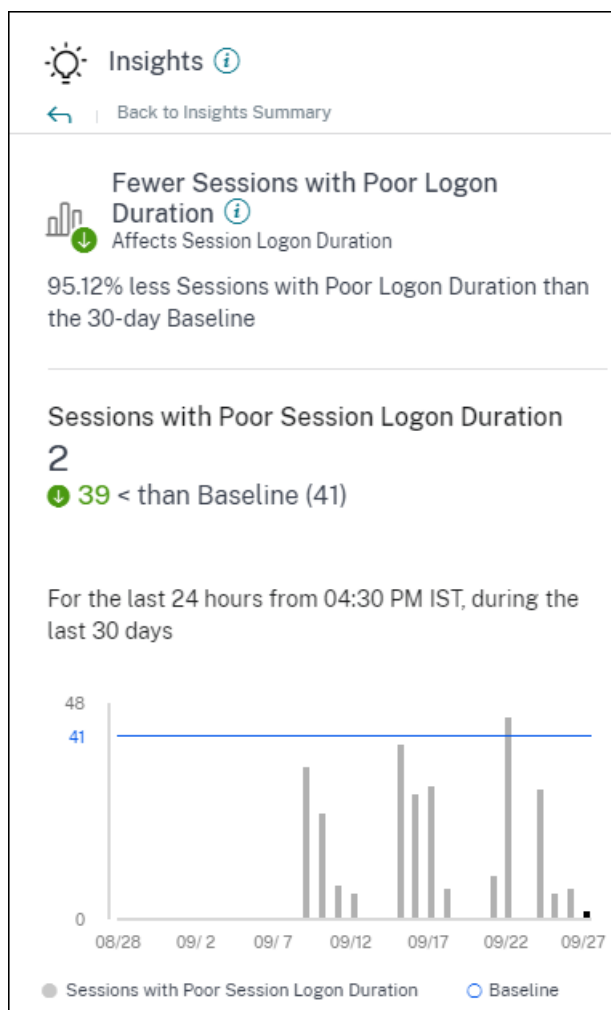 Insights i
Back to Insights Summary
Fewer Sessions with Poor Logon
Duration i
Affects Session Logon Duration
95.12% less Sessions with Poor Logon Duration than
the 30-day Baseline
Sessions with Poor Session Logon Duration
2
39 < than Baseline (41)
For the last 24 hours from 04:30 PM IST, during the
last 30 days
48
41
0
08/28 09/ 2 09/ 7 09/12 09/17 09/22 09/27
Sessions with Poor Session Logon Duration Baseline